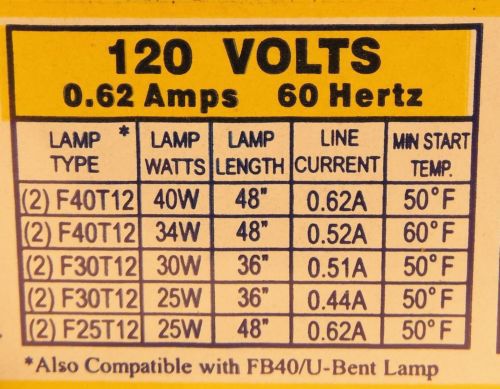 120 VOLTS
0.62 Amps 60 Hertz
LAMP * LAMP LAMP LINE MIN START
TYPE WATTS LENGTH CURRENT TEMP.
(2) F40T12 40W 48" 0.62A 50°F
(2) F40T12 34W 48" 0.52A 60°F
(2) F30T12 30W 36" 0.51A 50°F
(2) F30T12 25W 36" 0.44A 50°F
(2) F25T12 25W 48" 0.62A 50°F
*Also Compatible with FB40/U-Bent Lamp